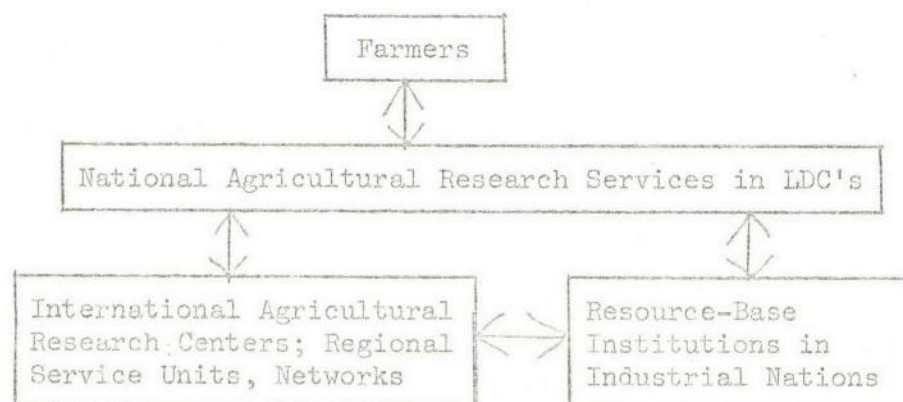 Farmers
National Agricultural Research Services in LDC's
International Agricultural
Research Centers; Regional
Service Units, Networks
Resource-Base
Institutions in
Industrial Nations